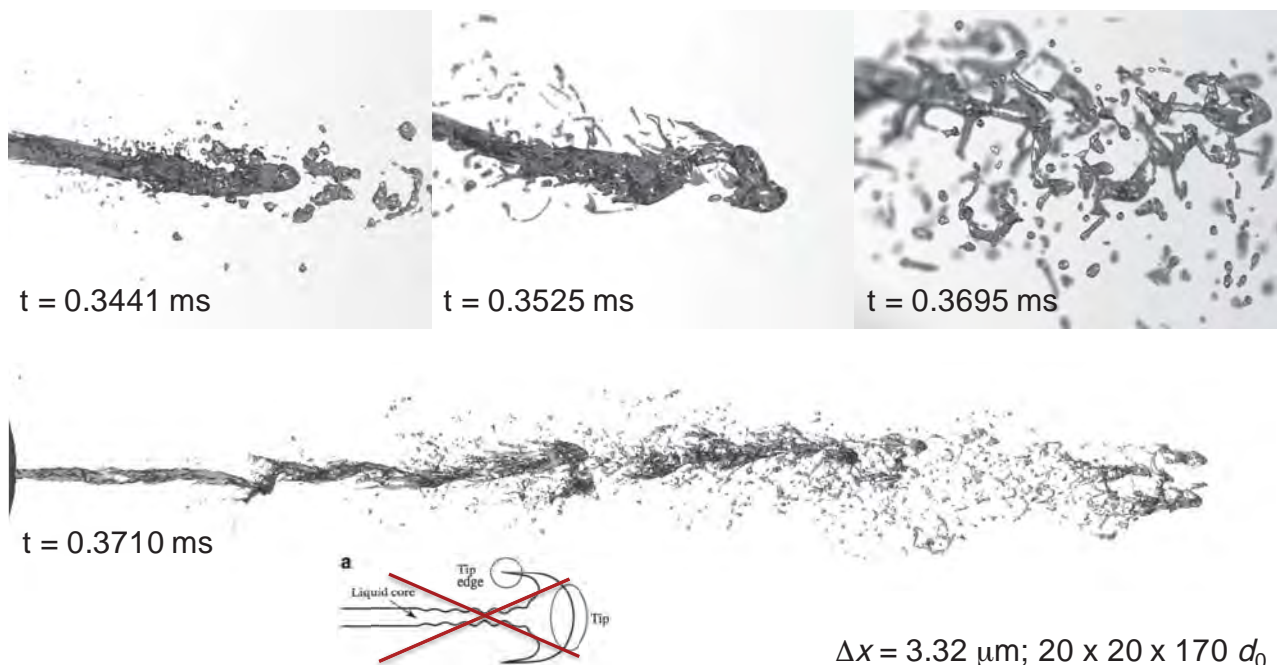 t = 0.3441 ms
t = 0.3525 ms
t = 0.3695 ms
t = 0.3710 ms
a
Tip
edge
Liquid core
Tip
Δx = 3.32 μm; 20 x 20 x 170 d₀